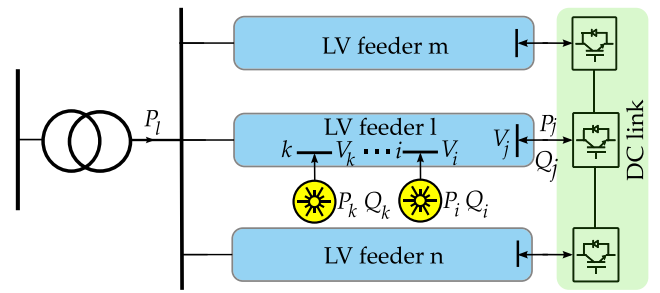 LV feeder m
P_l
LV feeder l
k V_k ••• i V_i V_j
P_j
Q_j
P_k Q_k P_i Q_i
LV feeder n
DC link